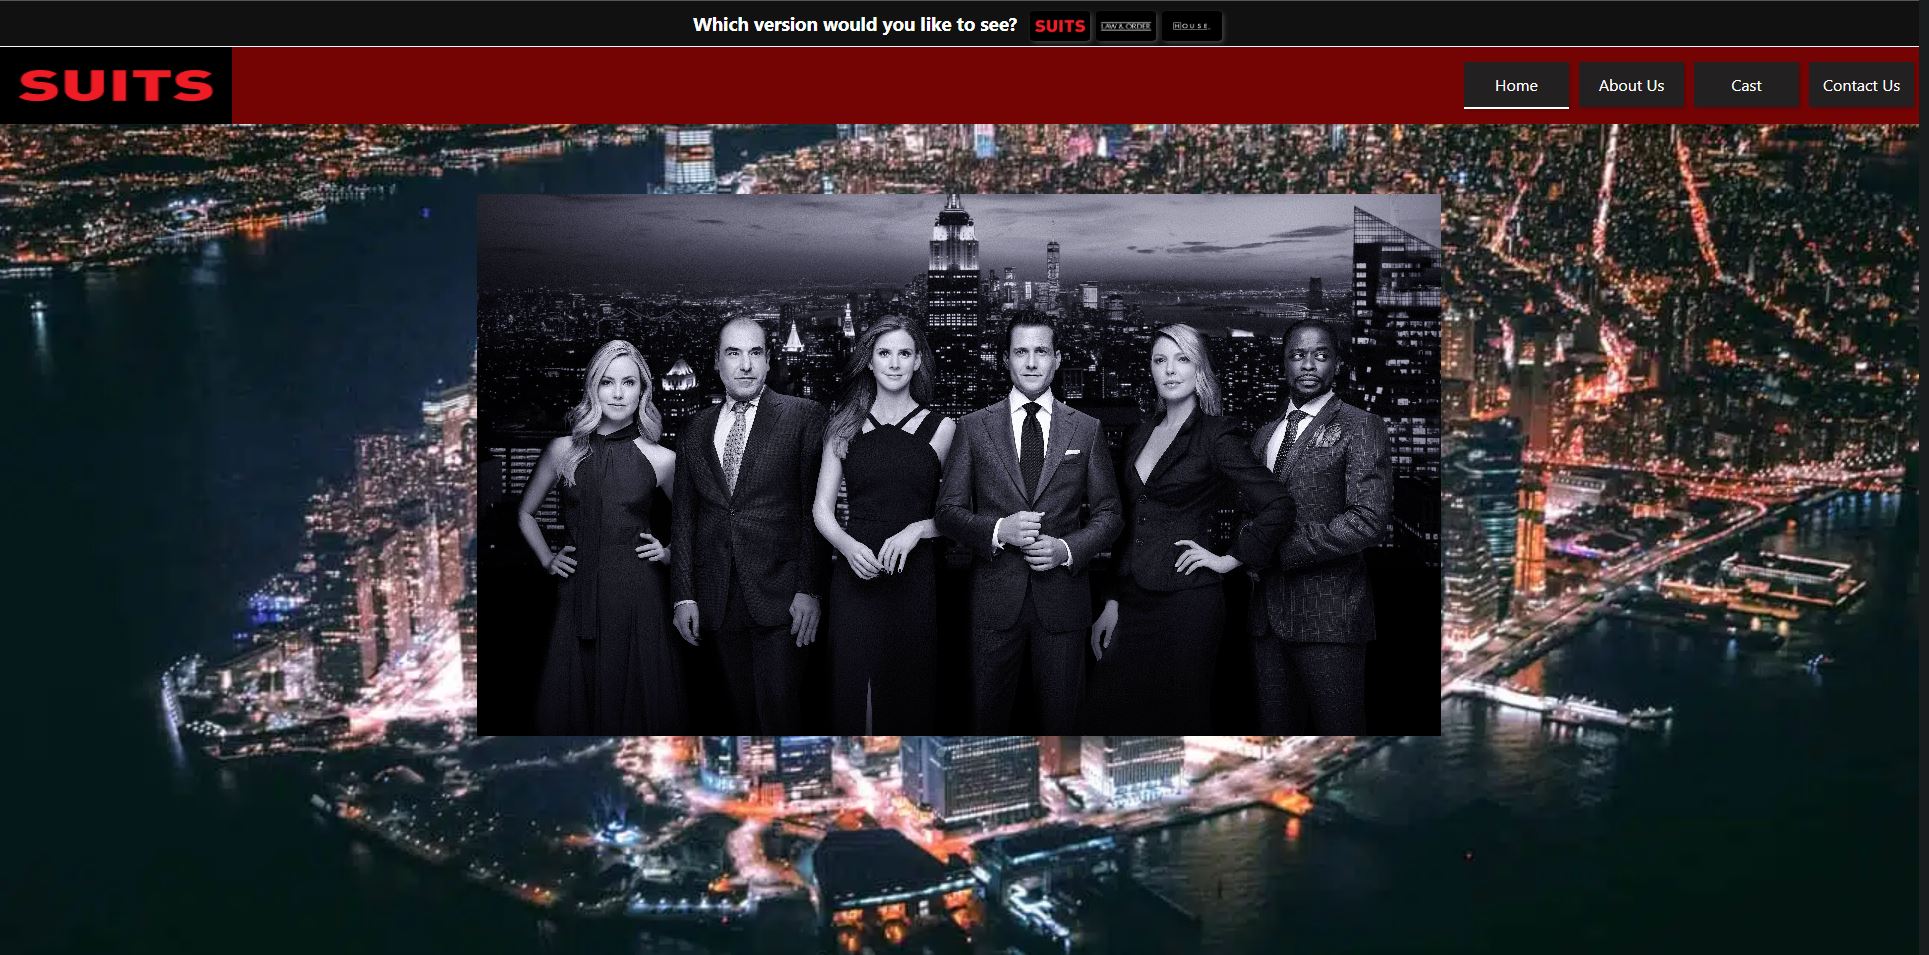 Which version would you like to see? SUITS LAW & ORDER HOUSE
SUITS
Home About Us Cast Contact Us